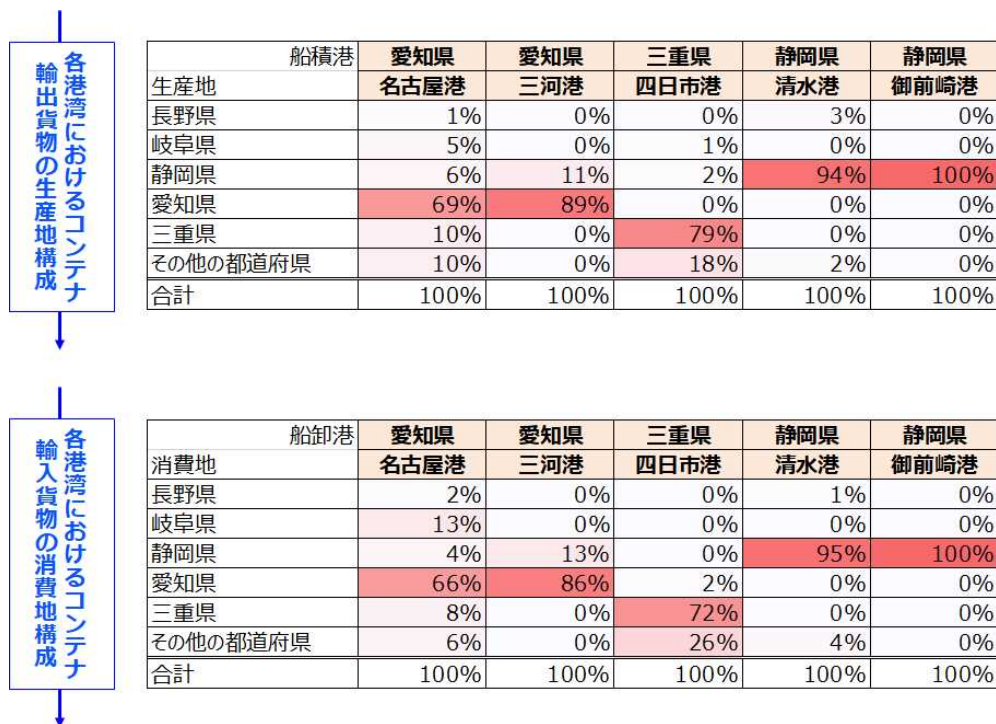 各港湾におけるコンテナ
輸出貨物の生産地構成
船積港 愛知県 愛知県 三重県 静岡県 静岡県
生産地 名古屋港 三河港 四日市港 清水港 御前崎港
長野県 1% 0% 0% 3% 0%
岐阜県 5% 0% 1% 0% 0%
静岡県 6% 11% 2% 94% 100%
愛知県 69% 89% 0% 0% 0%
三重県 10% 0% 79% 0% 0%
その他の都道府県 10% 0% 18% 2% 0%
合計 100% 100% 100% 100% 100%
各港湾におけるコンテナ
輸入貨物の消費地構成
船卸港 愛知県 愛知県 三重県 静岡県 静岡県
消費地 名古屋港 三河港 四日市港 清水港 御前崎港
長野県 2% 0% 0% 1% 0%
岐阜県 13% 0% 0% 0% 0%
静岡県 4% 13% 0% 95% 100%
愛知県 66% 86% 2% 0% 0%
三重県 8% 0% 72% 0% 0%
その他の都道府県 6% 0% 26% 4% 0%
合計 100% 100% 100% 100% 100%